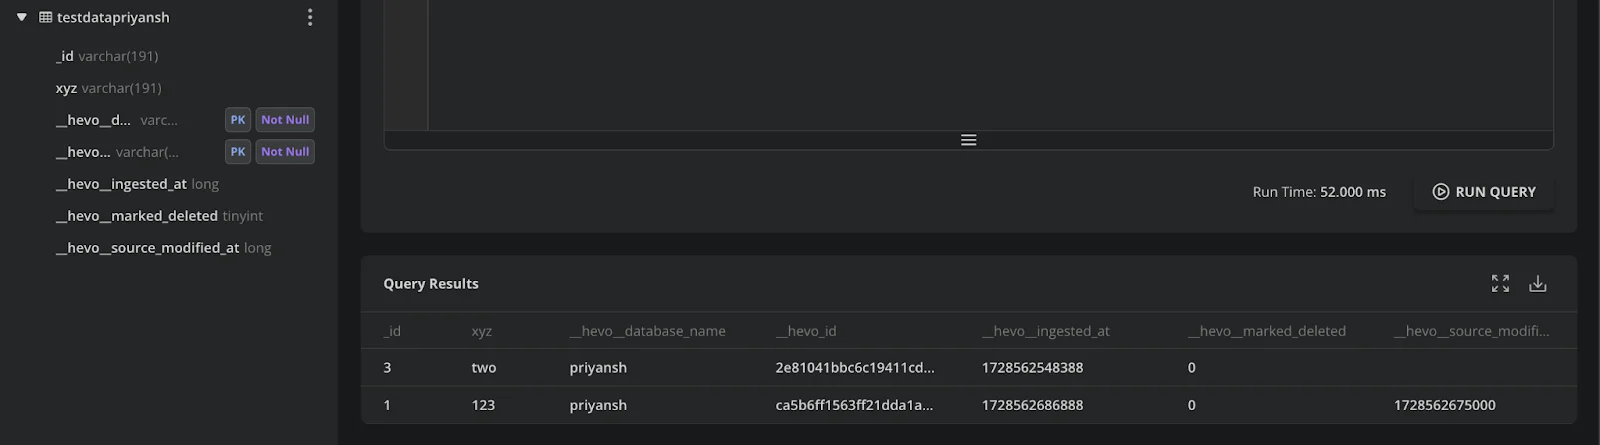 testdatapriyansh
_id varchar(191)
xyz varchar(191)
__hevo__d... varc... PK Not Null
__hevo... varchar(... PK Not Null
__hevo__ingested_at long
__hevo__marked_deleted tinyint
__hevo__source_modified_at long
Run Time: 52.000 ms RUN QUERY
Query Results
_id xyz __hevo__database_name __hevo_id __hevo__ingested_at __hevo__marked_deleted __hevo__source_modifi...
3 two priyansh 2e81041bbc6c19411cd... 1728562548388 0
1 123 priyansh ca5b6ff1563ff21dda1a... 1728562686888 0 1728562675000